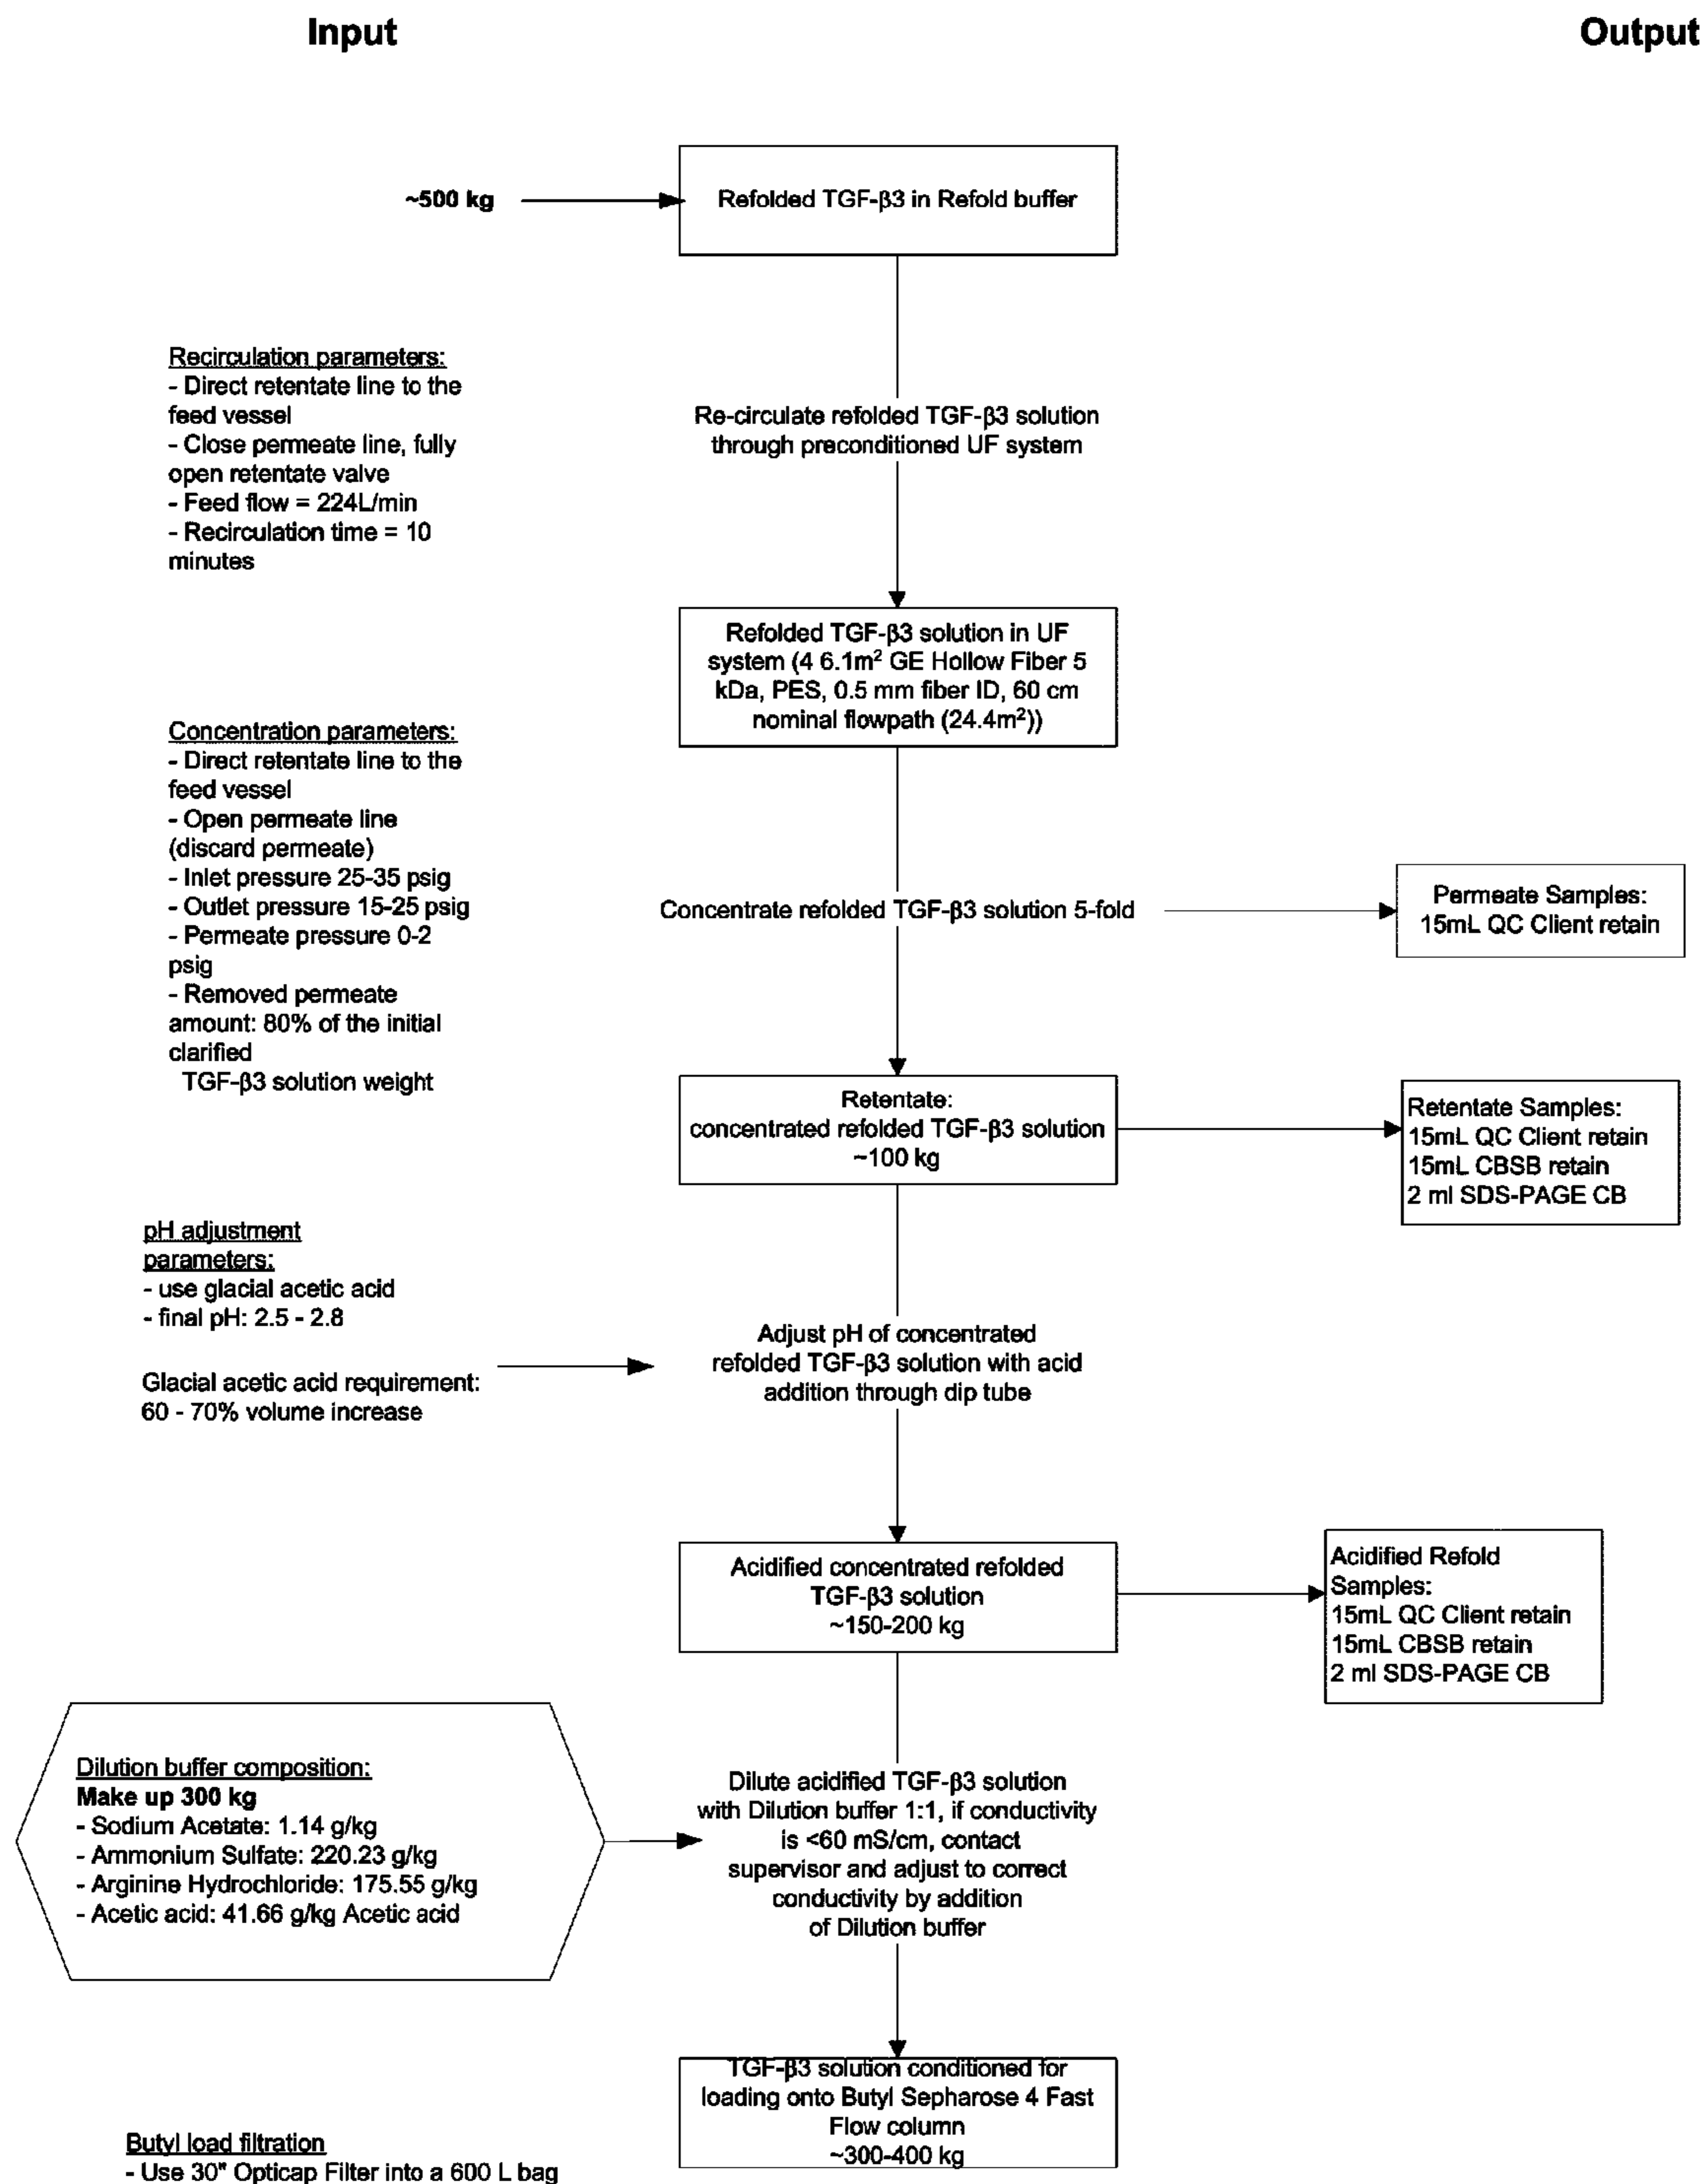 Input
Output
~500 kg
Refolded TGF-β3 in Refold buffer
Recirculation parameters:
- Direct retentate line to the
feed vessel
- Close permeate line, fully
open retentate valve
- Feed flow = 224L/min
- Recirculation time = 10
minutes
Re-circulate refolded TGF-β3 solution
through preconditioned UF system
Refolded TGF-β3 solution in UF
system (4 6.1m² GE Hollow Fiber 5
kDa, PES, 0.5 mm fiber ID, 60 cm
nominal flowpath (24.4m²))
Concentration parameters:
- Direct retentate line to the
feed vessel
- Open permeate line
(discard permeate)
- Inlet pressure 25-35 psig
- Outlet pressure 15-25 psig
- Permeate pressure 0-2
psig
- Removed permeate
amount: 80% of the initial
clarified
TGF-β3 solution weight
Concentrate refolded TGF-β3 solution 5-fold
Permeate Samples:
15mL QC Client retain
Retentate:
concentrated refolded TGF-β3 solution
~100 kg
Retentate Samples:
15mL QC Client retain
15mL CBSB retain
2 ml SDS-PAGE CB
pH adjustment
parameters:
- use glacial acetic acid
- final pH: 2.5 - 2.8
Glacial acetic acid requirement:
60 - 70% volume increase
Adjust pH of concentrated
refolded TGF-β3 solution with acid
addition through dip tube
Acidified concentrated refolded
TGF-β3 solution
~150-200 kg
Acidified Refold
Samples:
15mL QC Client retain
15mL CBSB retain
2 ml SDS-PAGE CB
Dilution buffer composition:
Make up 300 kg
- Sodium Acetate: 1.14 g/kg
- Ammonium Sulfate: 220.23 g/kg
- Arginine Hydrochloride: 175.55 g/kg
- Acetic acid: 41.66 g/kg Acetic acid
Dilute acidified TGF-β3 solution
with Dilution buffer 1:1, if conductivity
is <60 mS/cm, contact
supervisor and adjust to correct
conductivity by addition
of Dilution buffer
TGF-β3 solution conditioned for
loading onto Butyl Sepharose 4 Fast
Flow column
~300-400 kg
Butyl load filtration
- Use 30" Opticap Filter into a 600 L bag